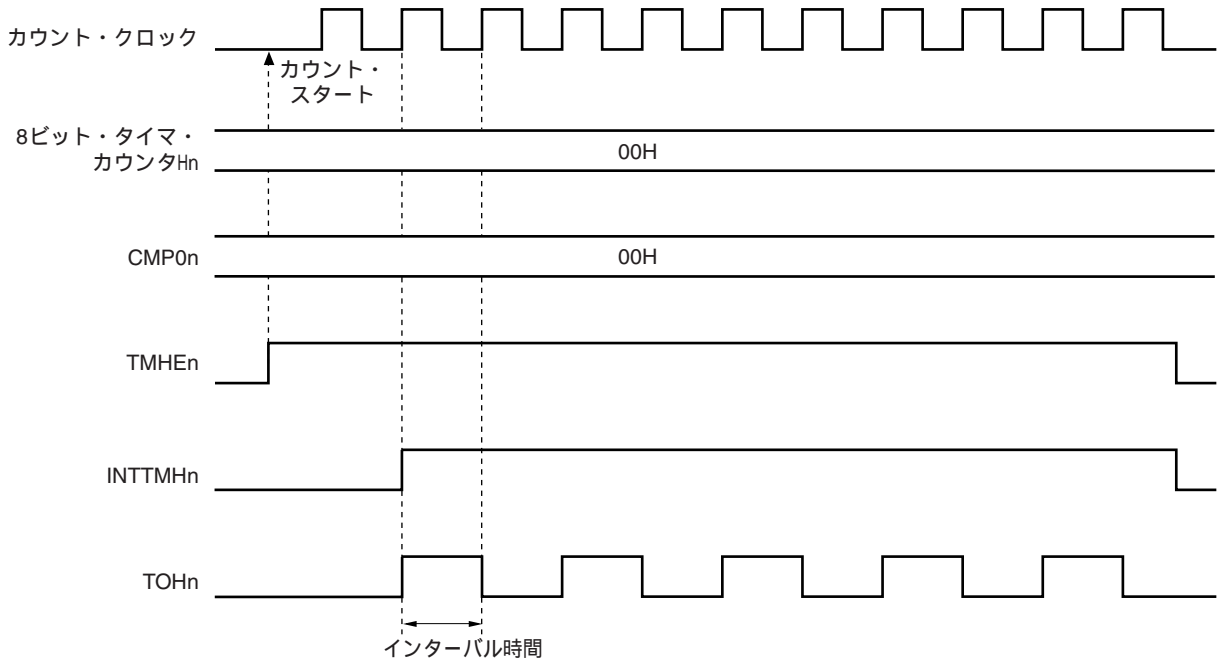 カウント・クロック
カウント・
スタート
8ビット・タイマ・
カウンタHn
00H
CMP0n
00H
TMHEn
INTTMHn
TOHn
インターバル時間